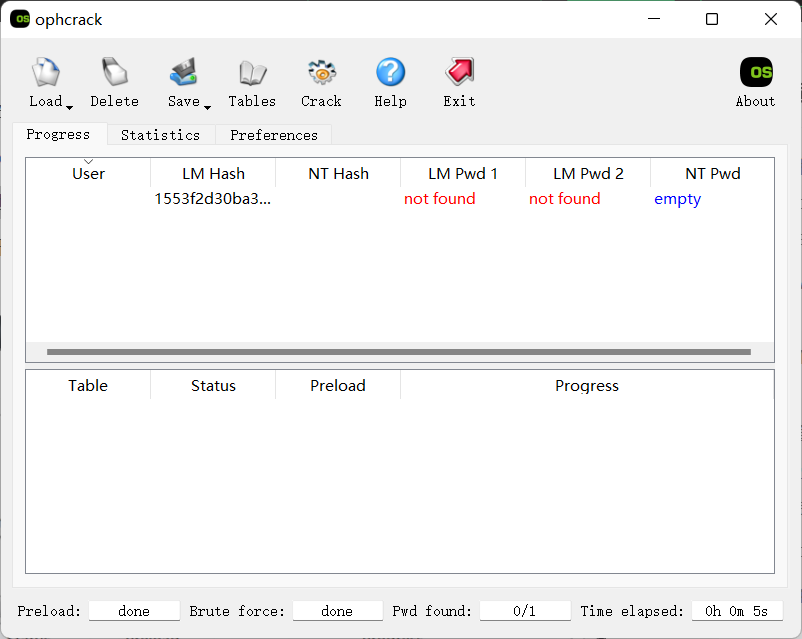 OS ophcrack
OS
Load Delete Save Tables Crack Help Exit About
Progress Statistics Preferences
User LM Hash NT Hash LM Pwd 1 LM Pwd 2 NT Pwd
1553f2d30ba3... not found not found empty
Table Status Preload Progress
Preload: done Brute force: done Pwd found: 0/1 Time elapsed: 0h 0m 5s